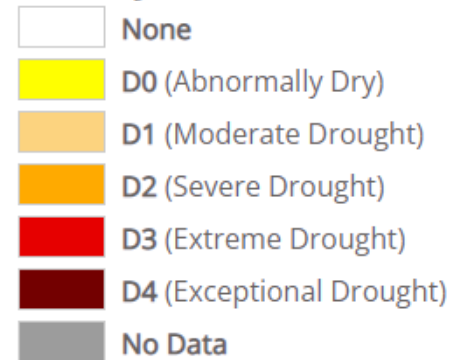 None
D0 (Abnormally Dry)
D1 (Moderate Drought)
D2 (Severe Drought)
D3 (Extreme Drought)
D4 (Exceptional Drought)
No Data